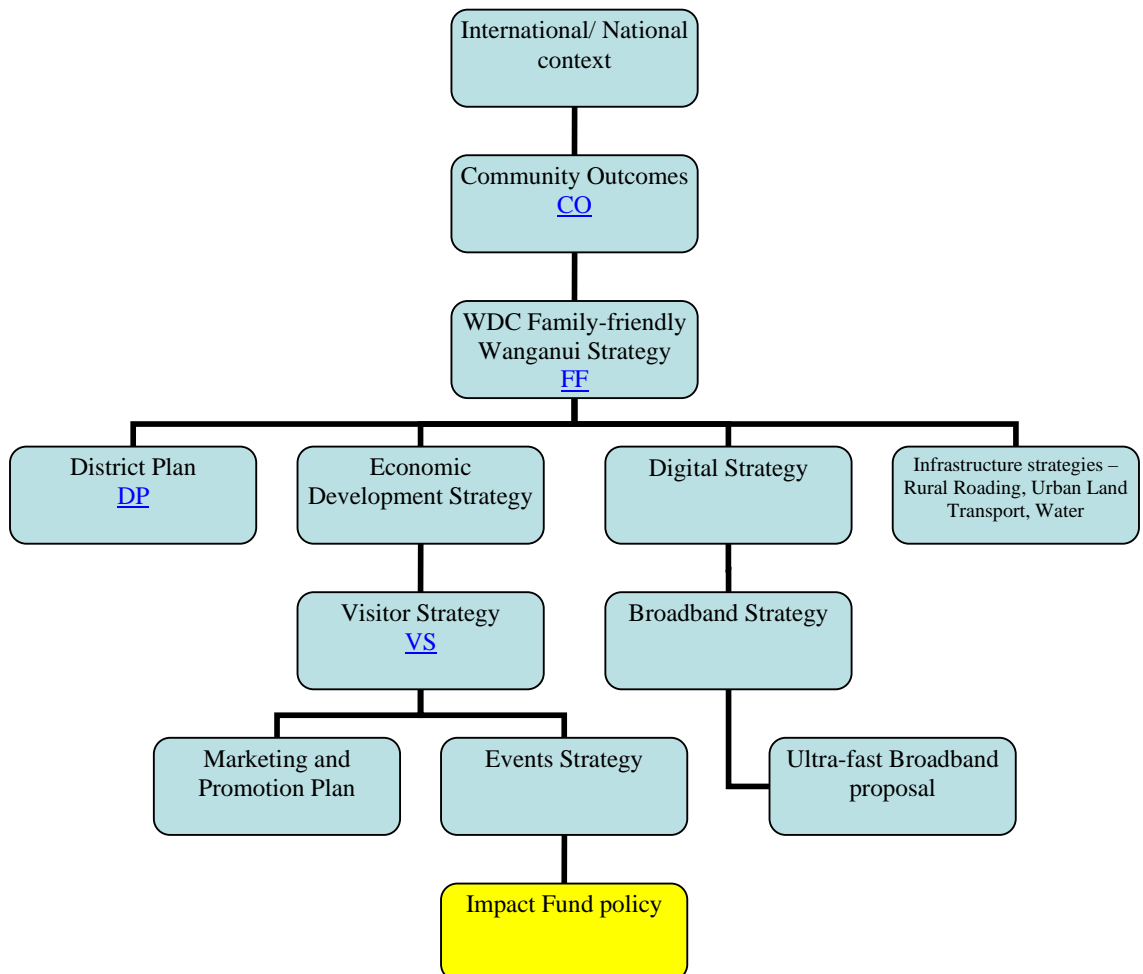 International/ National
context
Community Outcomes
CO
WDC Family-friendly
Wanganui Strategy
FF
District Plan
DP
Economic
Development Strategy
Digital Strategy
Infrastructure strategies –
Rural Roading, Urban Land
Transport, Water
Visitor Strategy
VS
Broadband Strategy
Marketing and
Promotion Plan
Events Strategy
Ultra-fast Broadband
proposal
Impact Fund policy